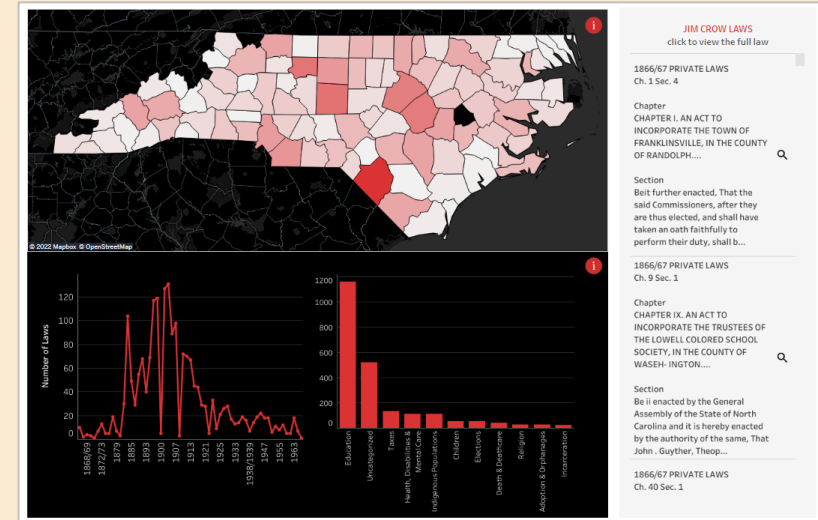 i
© 2022 Mapbox © OpenStreetMap
i
Number of Laws
120
100
80
60
40
20
0
1868/69
1872/73
1879
1885
1893
1900
1907
1913
1921
1925
1933
1938/1939
1947
1955
1963
1200
1000
800
600
400
200
0
Education
Uncategorized
Taxes
Health, Disabilities &
Mental Care
Indigenous Populations
Children
Elections
Death & Deathcare
Religion
Adoption & Orphanages
Incarceration
JIM CROW LAWS
click to view the full law
1866/67 PRIVATE LAWS
Ch. 1 Sec. 4
Chapter
CHAPTER I. AN ACT TO
INCORPORATE THE TOWN OF
FRANKLINSVILLE, IN THE COUNTY
OF RANDOLPH....
Section
Beit further enacted, That the
said Commissioners, after they
are thus elected, and shall have
taken an oath faithfully to
perform their duty, shall b...
1866/67 PRIVATE LAWS
Ch. 9 Sec. 1
Chapter
CHAPTER IX. AN ACT TO
INCORPORATE THE TRUSTEES OF
THE LOWELL COLORED SCHOOL
SOCIETY, IN THE COUNTY OF
WASEH- INGTON....
Section
Be ii enacted by the General
Assembly of the State of North
Carolina and it is hereby enacted
by the authority of the same, That
John . Guyther, Theop...
1866/67 PRIVATE LAWS
Ch. 40 Sec. 1